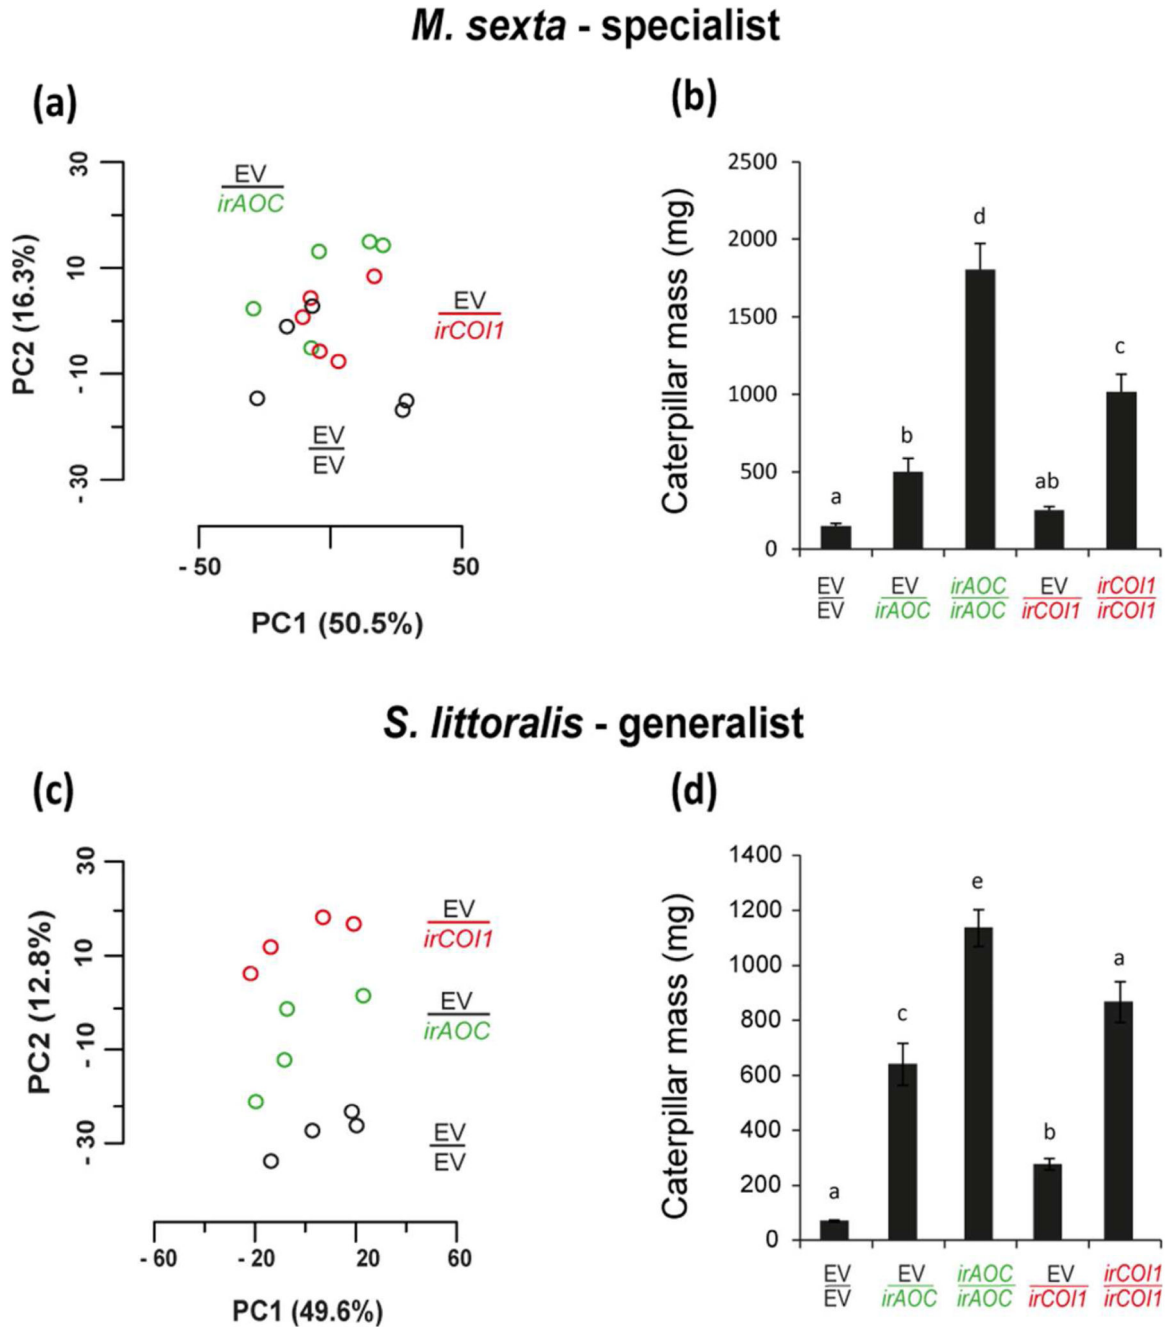 M. sexta - specialist
(a)
30
10
- 10
- 30
PC2 (16.3%)
EV
irAOC
EV
irCOI1
EV
EV
- 50
50
PC1 (50.5%)
(b)
2500
2000
1500
1000
500
0
Caterpillar mass (mg)
a
b
d
ab
c
EV
EV
EV
irAOC
irAOC
irAOC
EV
irCOI1
irCOI1
irCOI1
S. littoralis - generalist
(c)
30
10
- 10
- 30
PC2 (12.8%)
EV
irCOI1
EV
irAOC
EV
EV
- 60
- 20
20
60
PC1 (49.6%)
(d)
1400
1200
1000
800
600
400
200
0
Caterpillar mass (mg)
a
c
e
b
a
EV
EV
EV
irAOC
irAOC
irAOC
EV
irCOI1
irCOI1
irCOI1